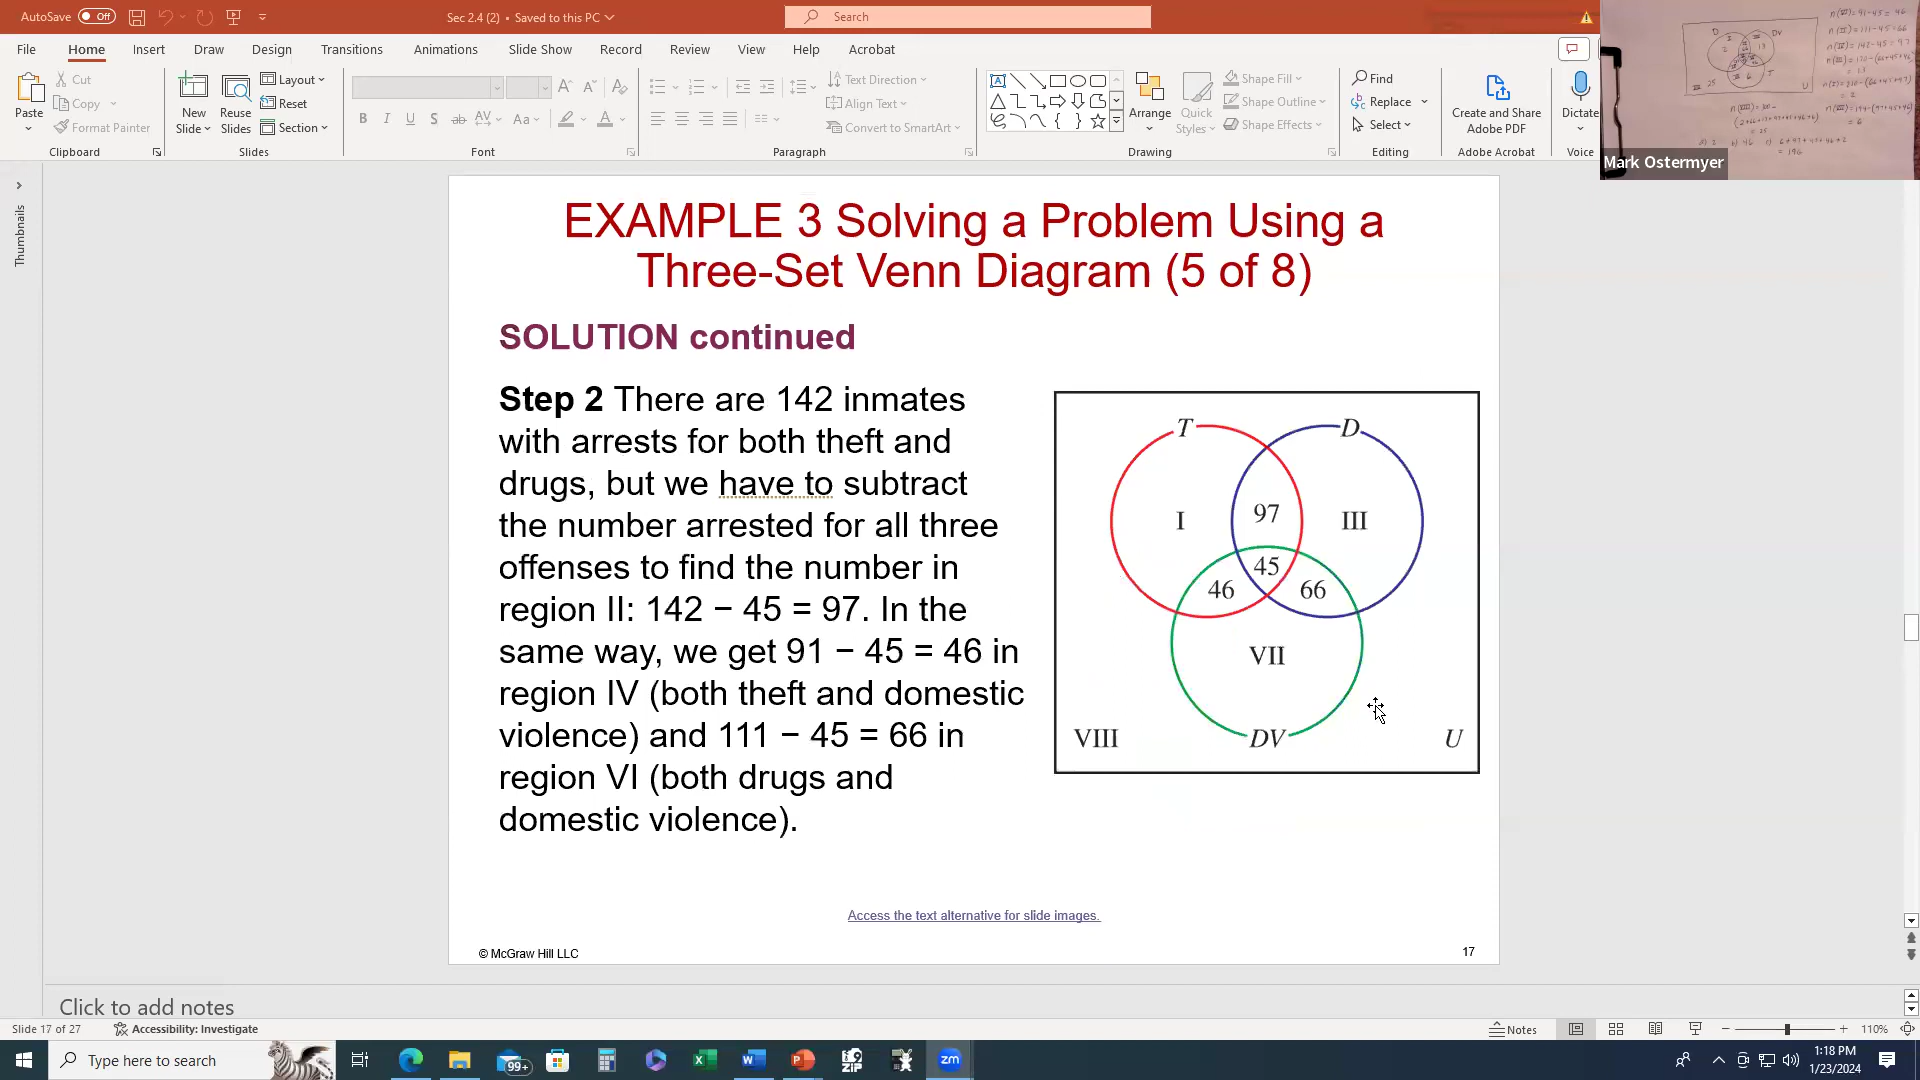 AutoSave Off
Sec 2.4 (2) • Saved to this PC
Search
File Home Insert Draw Design Transitions Animations Slide Show Record Review View Help Acrobat
Paste
Cut
Copy
Format Painter
Clipboard
New Slide
Reuse Slides
Layout
Reset
Section
Slides
B I U S ab AV Aa A
Font
Text Direction
Align Text
Convert to SmartArt
Paragraph
Arrange
Quick Styles
Shape Fill
Shape Outline
Shape Effects
Drawing
Find
Replace
Select
Editing
Create and Share Adobe PDF
Adobe Acrobat
Dictate
Voice
Mark Ostermyer
Thumbnails
EXAMPLE 3 Solving a Problem Using a
Three-Set Venn Diagram (5 of 8)
SOLUTION continued
Step 2 There are 142 inmates
with arrests for both theft and
drugs, but we have to subtract
the number arrested for all three
offenses to find the number in
region II: 142 − 45 = 97. In the
same way, we get 91 − 45 = 46 in
region IV (both theft and domestic
violence) and 111 − 45 = 66 in
region VI (both drugs and
domestic violence).
T D
I 97 III
45
46 66
VII
VIII DV U
Access the text alternative for slide images.
© McGraw Hill LLC
17
Click to add notes
Slide 17 of 27
Accessibility: Investigate
Notes
110%
Type here to search
99+
zm
1:18 PM
1/23/2024